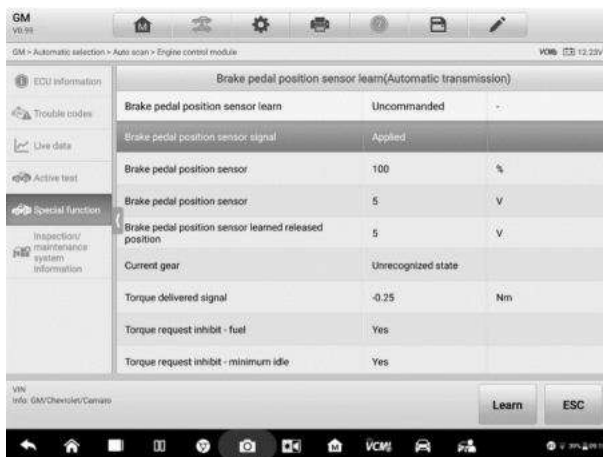 GM
V0.99
GM > Automatic selection > Auto scan > Engine control module
VCMI 12.23V
ECU information
Trouble codes
Live data
Active test
Special function
Inspection/
maintenance
system
information
Brake pedal position sensor learn(Automatic transmission)
Brake pedal position sensor learn Uncommanded -
Brake pedal position sensor signal Applied
Brake pedal position sensor 100 %
Brake pedal position sensor 5 V
Brake pedal position sensor learned released
position 5 V
Current gear Unrecognized state
Torque delivered signal -0.25 Nm
Torque request inhibit - fuel Yes
Torque request inhibit - minimum idle Yes
VIN
Info: GM/Chevrolet/Camaro
Learn ESC
VCMI